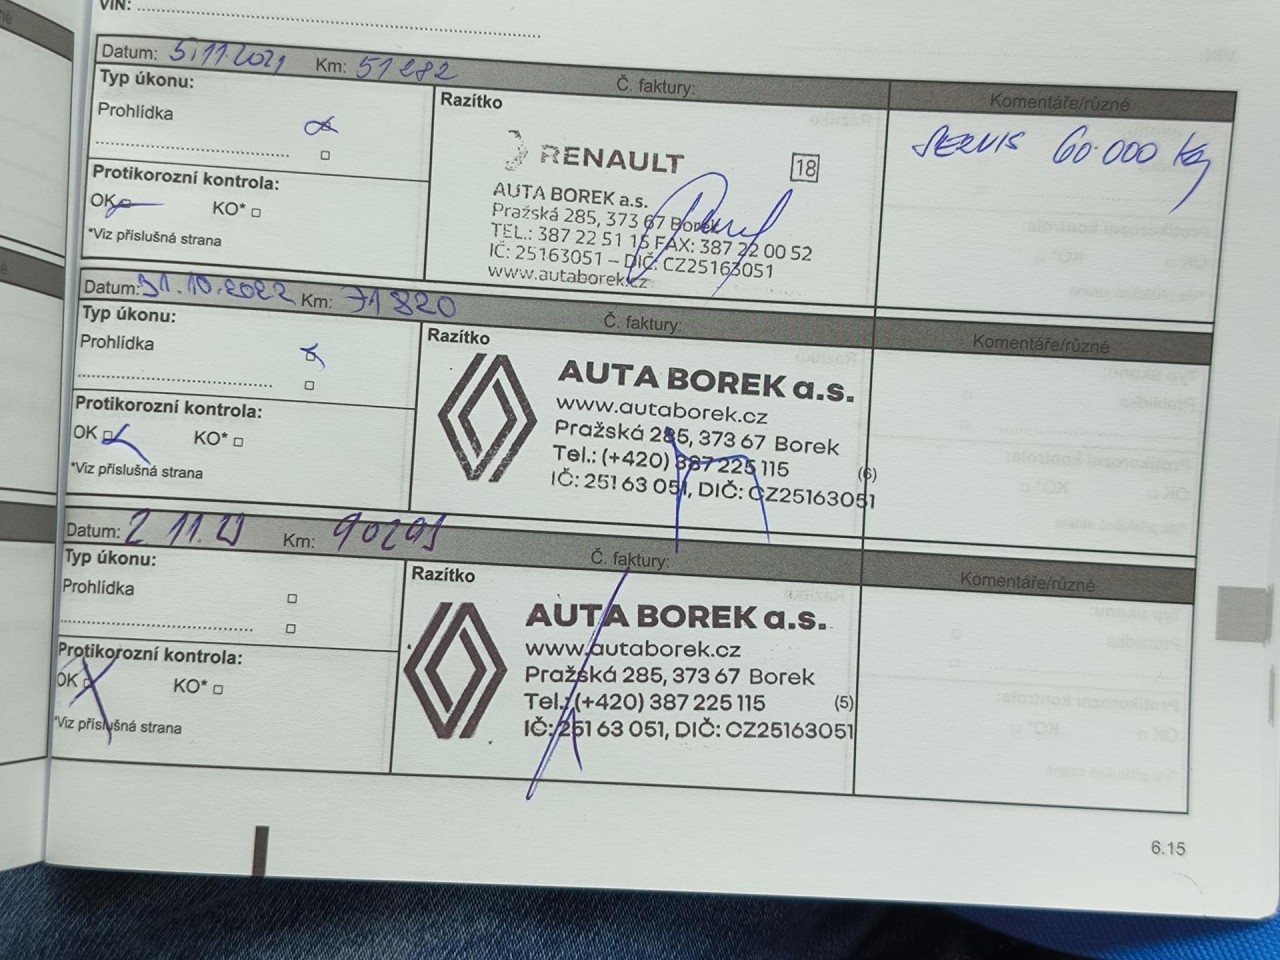 VIN:
Datum: 5.11.2021 Km: 51282 Č. faktury: Komentáře/různé
Typ úkonu:
Razítko
Prohlídka
SERVIS 60.000 Km
RENAULT 18
Protikorozní kontrola:
AUTA BOREK a.s.
OK KO*
Pražská 285, 373 67 Borek
TEL.: 387 22 51 15 FAX: 387 22 00 52
*Viz příslušná strana
IČ: 25163051 – DIČ: CZ25163051
www.autaborek.cz
Datum: 31.10.2022 Km: 71820 Č. faktury: Komentáře/různé
Typ úkonu:
Razítko
Prohlídka
AUTA BOREK a.s.
www.autaborek.cz
Protikorozní kontrola:
Pražská 285, 373 67 Borek
OK KO*
Tel.: (+420) 387 225 115 (6)
*Viz příslušná strana
IČ: 251 63 051, DIČ: CZ25163051
Datum: 2 11. 23 Km: 90295 Č. faktury: Komentáře/různé
Typ úkonu:
Razítko
Prohlídka
AUTA BOREK a.s.
www.autaborek.cz
Protikorozní kontrola:
Pražská 285, 373 67 Borek
OK KO*
Tel.: (+420) 387 225 115 (5)
*Viz příslušná strana
IČ: 251 63 051, DIČ: CZ25163051
6.15